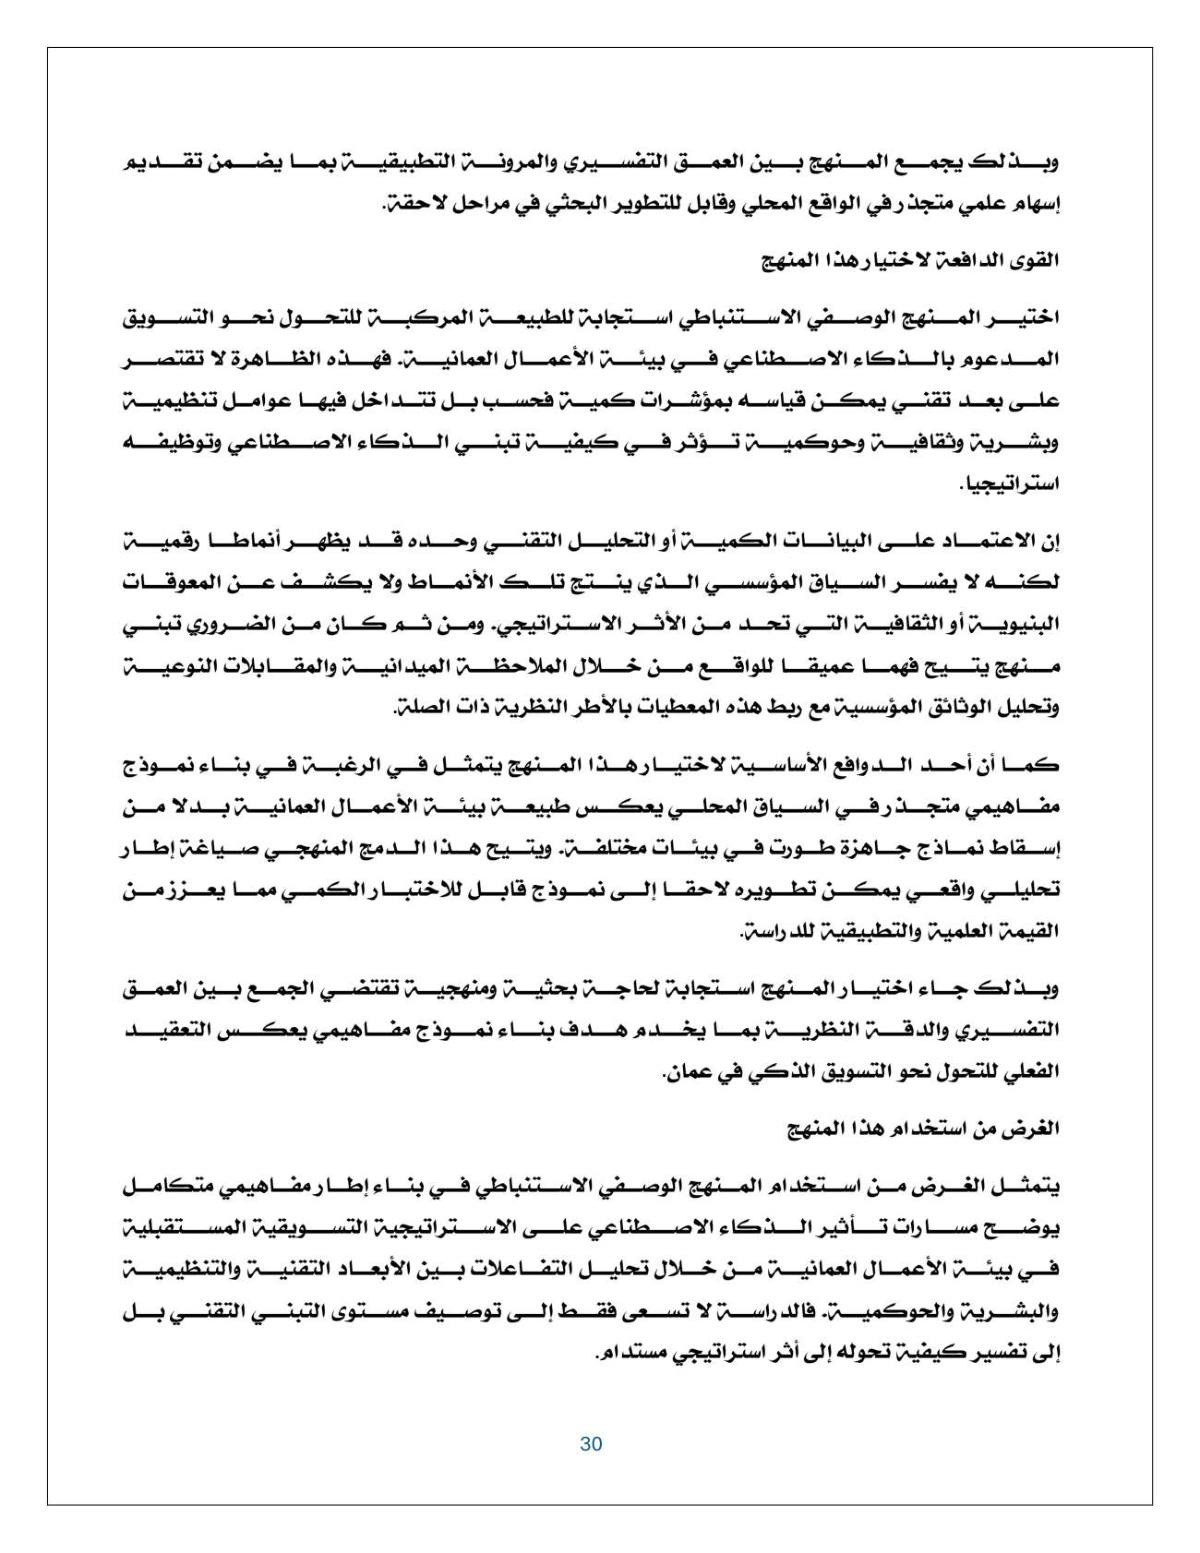 وبذلك يجمع المنهج بين العمق التفسيري والمرونة التطبيقية بما يضمن تقديم
إسهام علمي متجذر في الواقع المحلي وقابل للتطوير البحثي في مراحل لاحقة.
القوى الدافعة لاختيار هذا المنهج
اختير المنهج الوصفي الاستنباطي استجابة للطبيعة المركبة للتحول نحو التسويق
المدعوم بالذكاء الاصطناعي في بيئة الأعمال العمانية. فهذه الظاهرة لا تقتصر
على بعد تقني يمكن قياسه بمؤشرات كمية فحسب بل تتداخل فيها عوامل تنظيمية
وبشرية وثقافية وحوكمية تؤثر في كيفية تبني الذكاء الاصطناعي وتوظيفه
استراتيجيا.
إن الاعتماد على البيانات الكمية أو التحليل التقني وحده قد يظهر أنماطا رقمية
لكنه لا يفسر السياق المؤسسي الذي ينتج تلك الأنماط ولا يكشف عن المعوقات
البنيوية أو الثقافية التي تحد من الأثر الاستراتيجي. ومن ثم كان من الضروري تبني
منهج يتيح فهما عميقا للواقع من خلال الملاحظة الميدانية والمقابلات النوعية
وتحليل الوثائق المؤسسية مع ربط هذه المعطيات بالأطر النظرية ذات الصلة.
كما أن أحد الدوافع الأساسية لاختيار هذا المنهج يتمثل في الرغبة في بناء نموذج
مفاهيمي متجذر في السياق المحلي يعكس طبيعة بيئة الأعمال العمانية بدلا من
إسقاط نماذج جاهزة طورت في بيئات مختلفة. ويتيح هذا الدمج المنهجي صياغة إطار
تحليلي واقعي يمكن تطويره لاحقا إلى نموذج قابل للاختبار الكمي مما يعزز من
القيمة العلمية والتطبيقية للدراسة.
وبذلك جاء اختيار المنهج استجابة لحاجة بحثية ومنهجية تقتضي الجمع بين العمق
التفسيري والدقة النظرية بما يخدم هدف بناء نموذج مفاهيمي يعكس التعقيد
الفعلي للتحول نحو التسويق الذكي في عمان.
الغرض من استخدام هذا المنهج
يتمثل الغرض من استخدام المنهج الوصفي الاستنباطي في بناء إطار مفاهيمي متكامل
يوضح مسارات تأثير الذكاء الاصطناعي على الاستراتيجية التسويقية المستقبلية
في بيئة الأعمال العمانية من خلال تحليل التفاعلات بين الأبعاد التقنية والتنظيمية
والبشرية والحوكمية. فالدراسة لا تسعى فقط إلى توصيف مستوى التبني التقني بل
إلى تفسير كيفية تحوله إلى أثر استراتيجي مستدام.
30